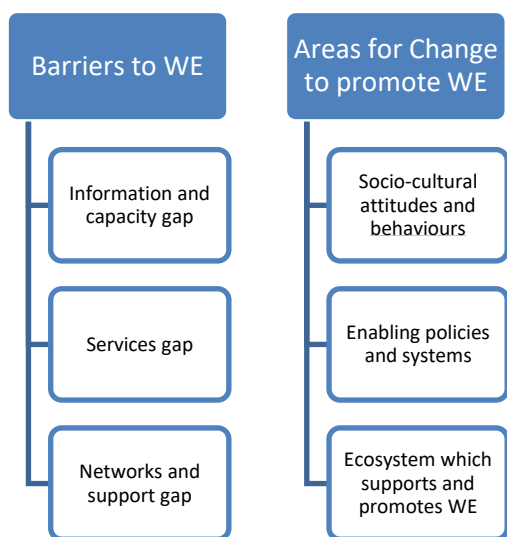 Barriers to WE
Information and
capacity gap
Services gap
Networks and
support gap
Areas for Change
to promote WE
Socio-cultural
attitudes and
behaviours
Enabling policies
and systems
Ecosystem which
supports and
promotes WE